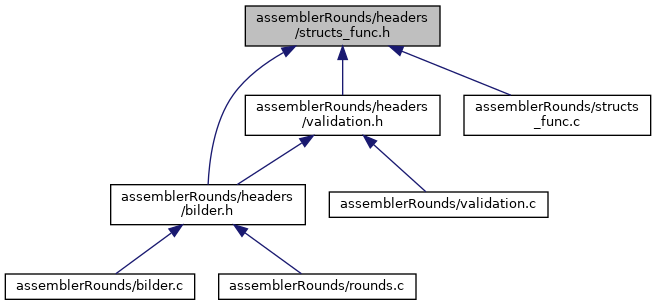 assemblerRounds/headers
/structs_func.h
assemblerRounds/headers
/validation.h
assemblerRounds/structs
_func.c
assemblerRounds/headers
/bilder.h
assemblerRounds/validation.c
assemblerRounds/bilder.c
assemblerRounds/rounds.c